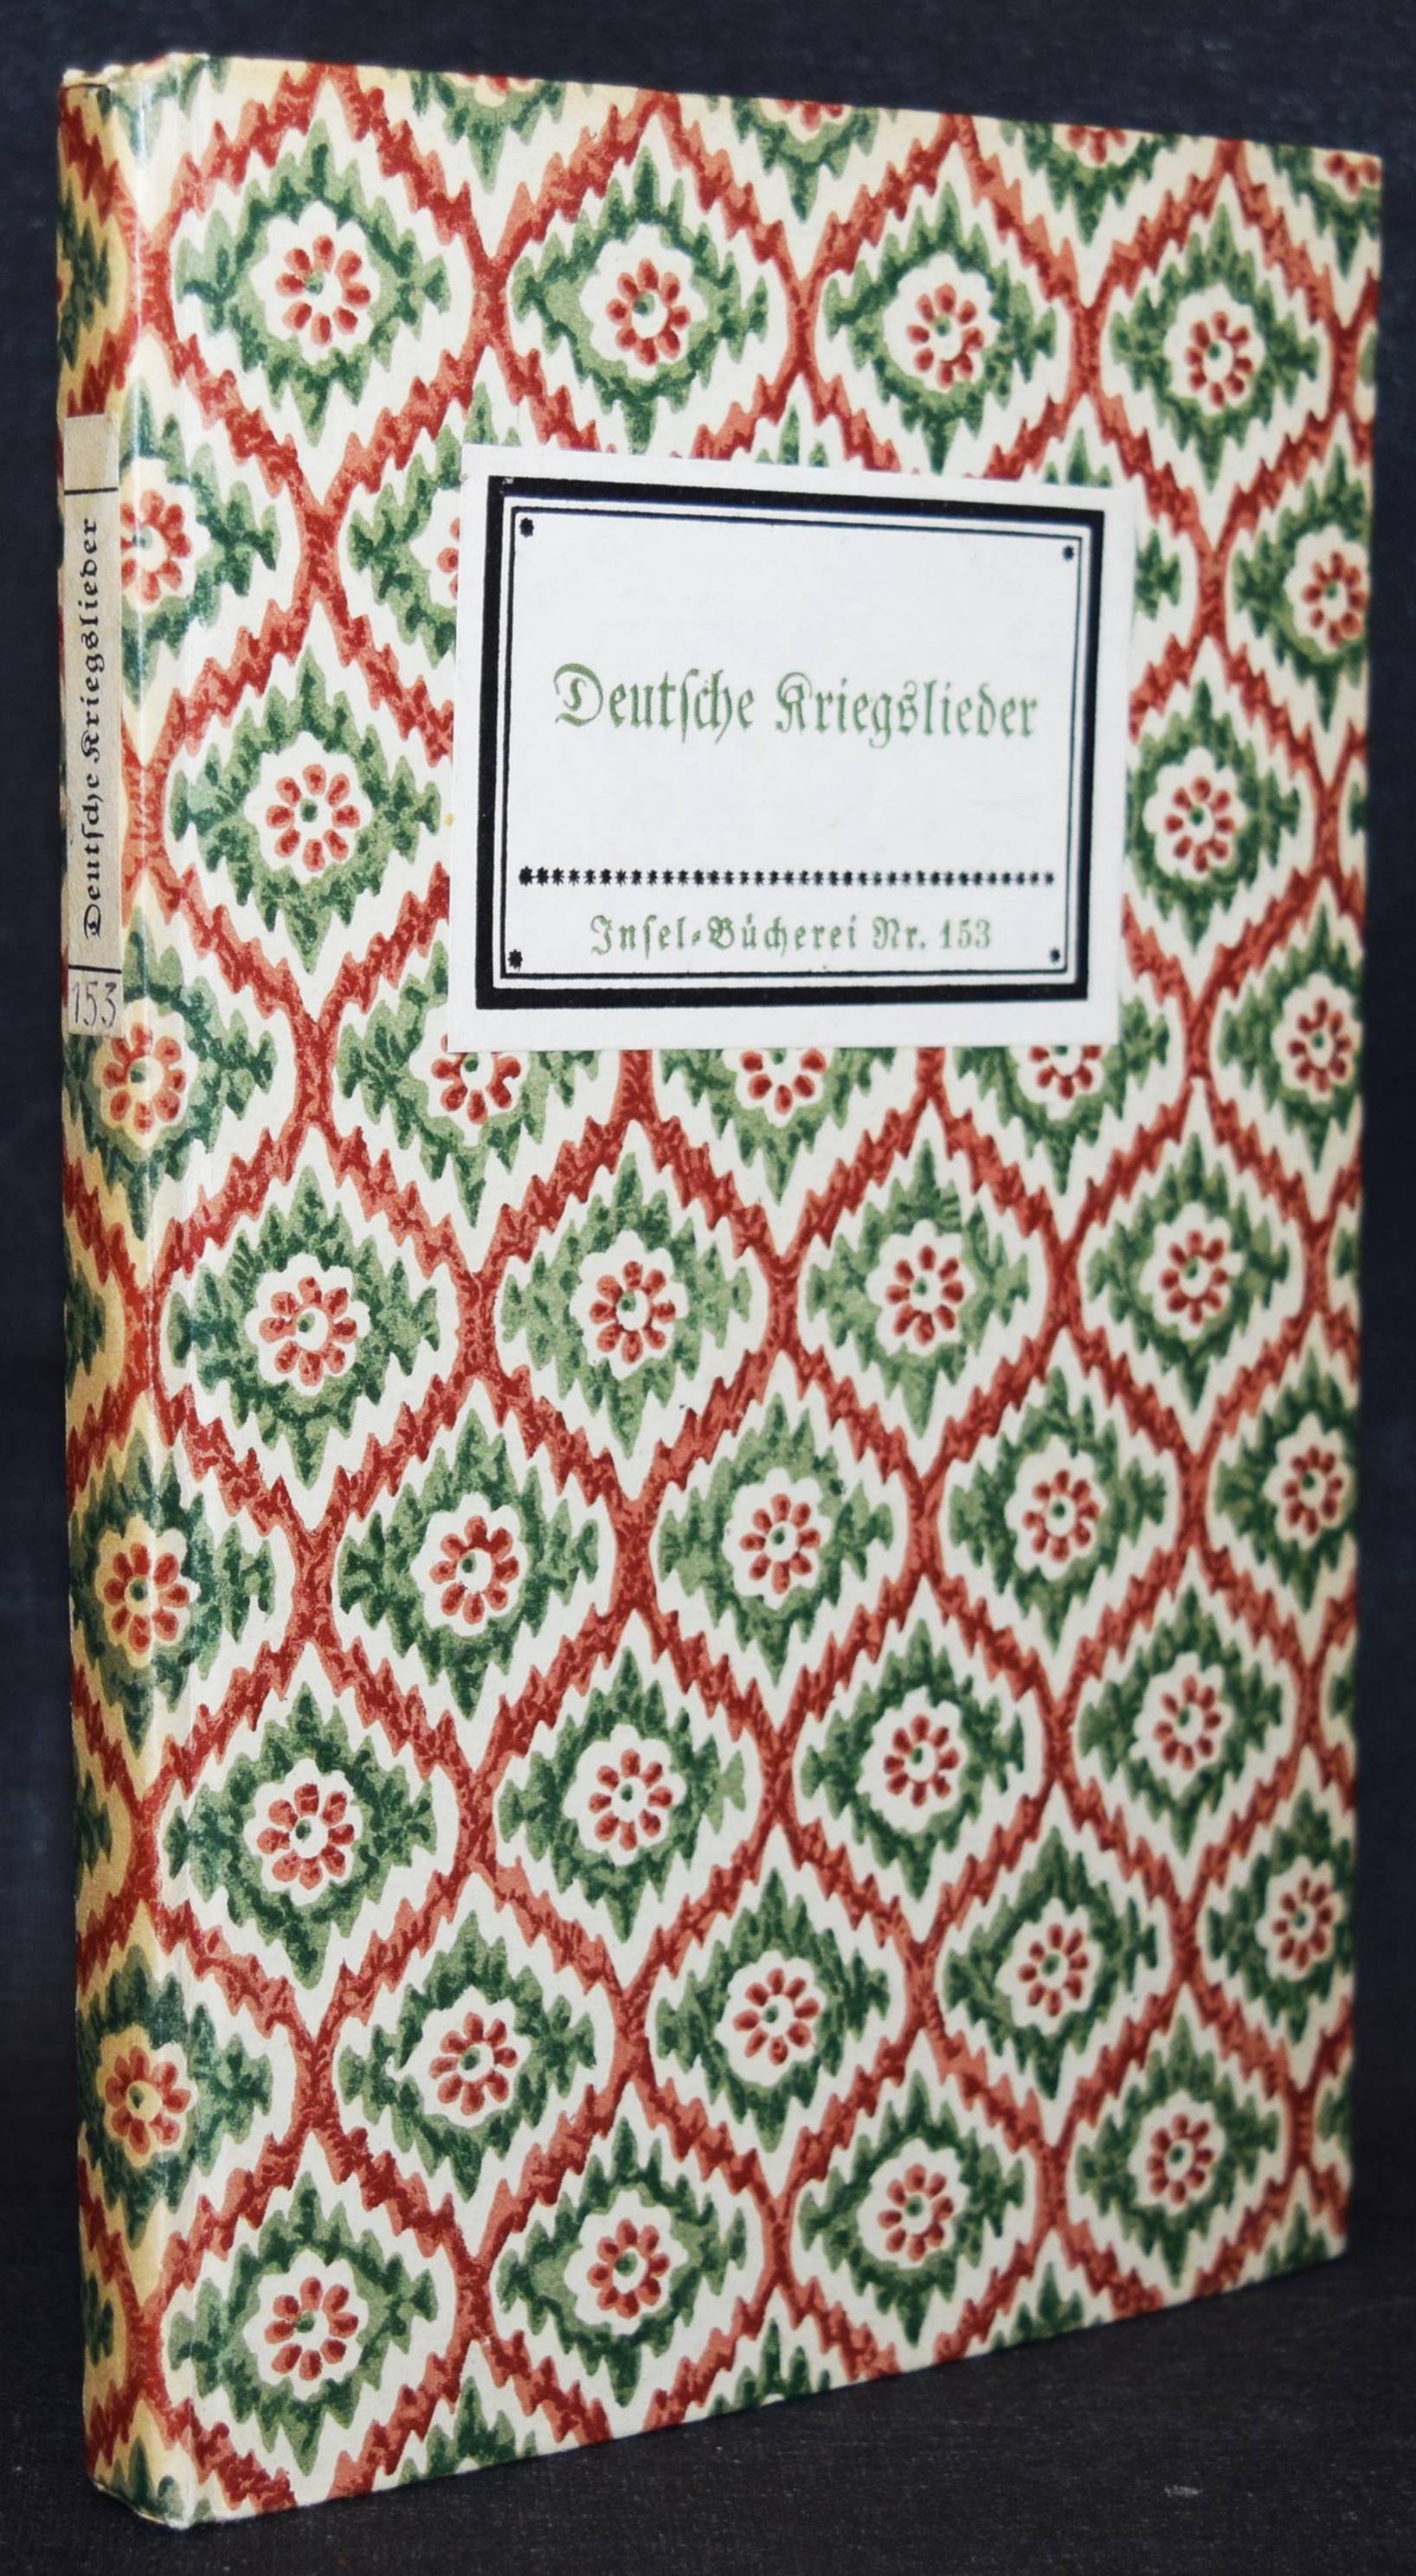 Deutſche Kriegslieder
Inſel-Bücherei Nr. 153
Deutſche Kriegslieder
153